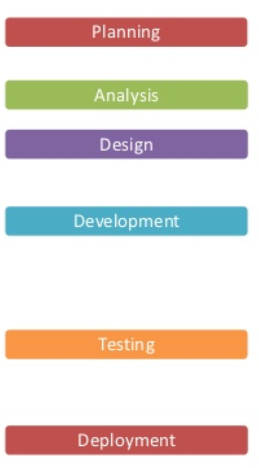 Planning
Analysis
Design
Development
Testing
Deployment